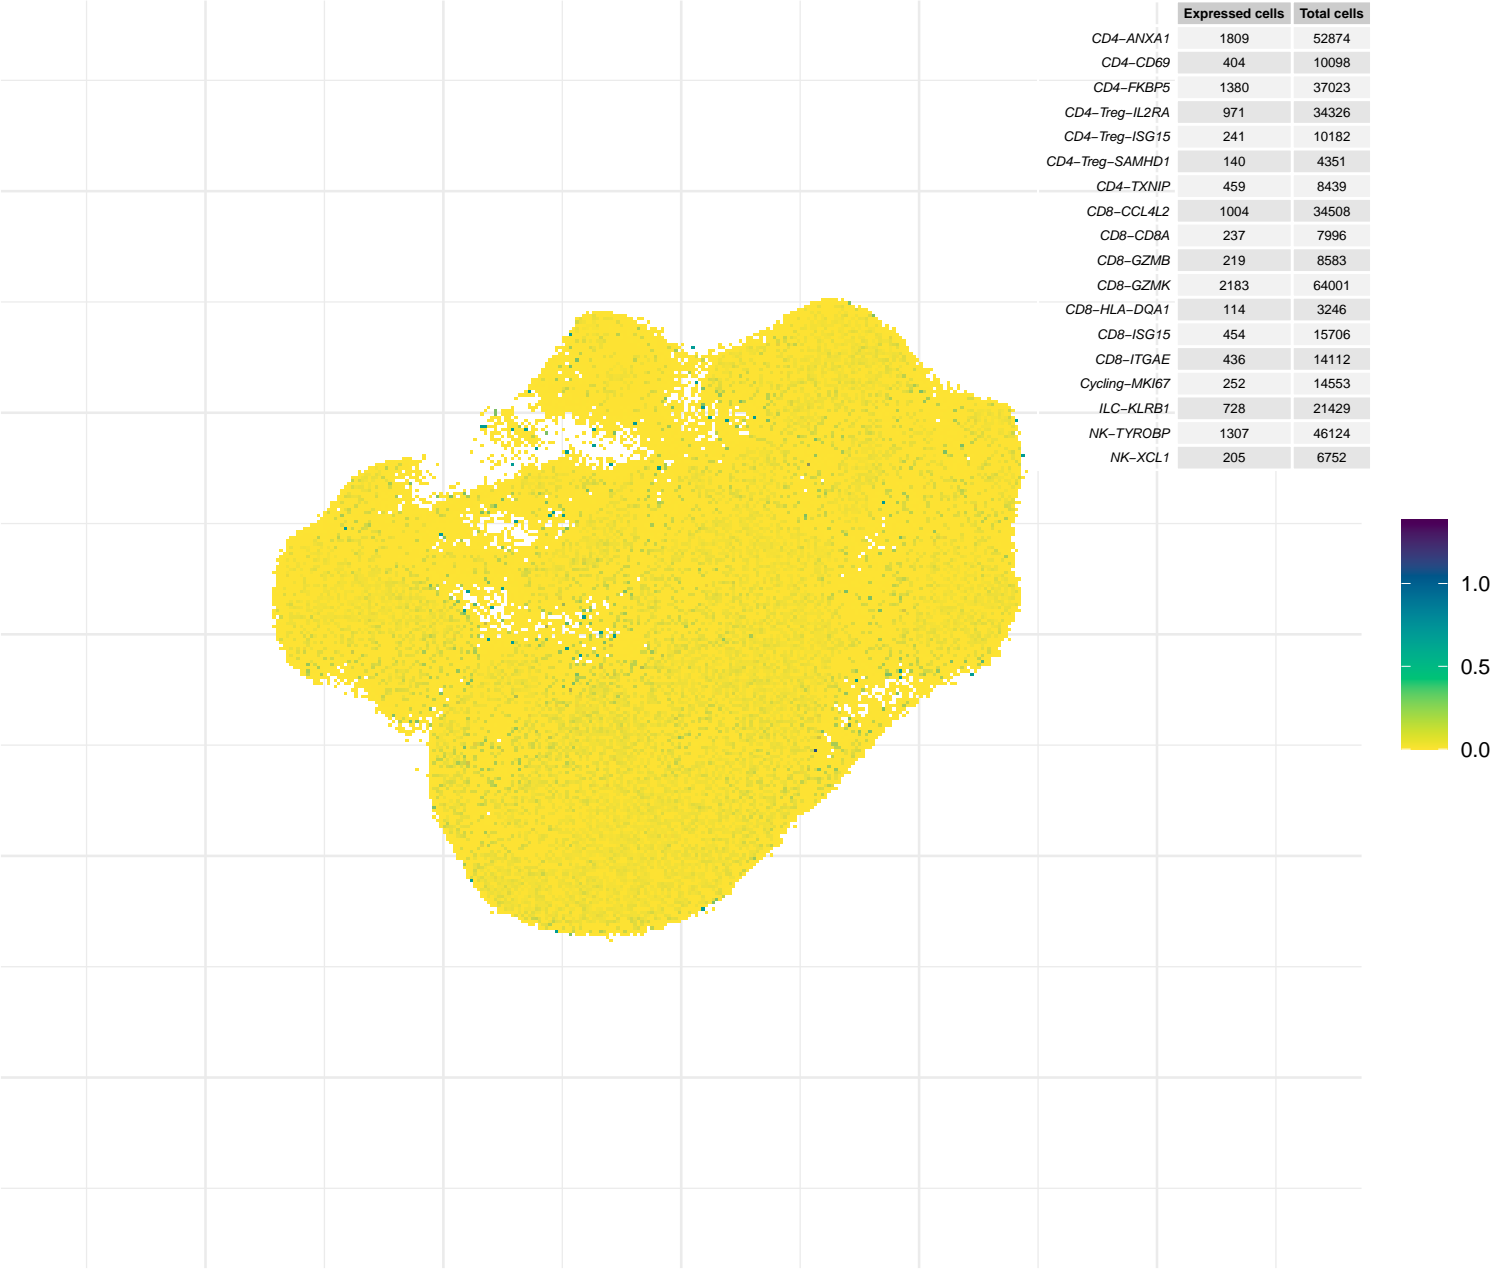 Expressed cells Total cells
CD4−ANXA1 1809 52874
CD4−CD69 404 10098
CD4−FKBP5 1380 37023
CD4−Treg−IL2RA 971 34326
CD4−Treg−ISG15 241 10182
CD4−Treg−SAMHD1 140 4351
CD4−TXNIP 459 8439
CD8−CCL4L2 1004 34508
CD8−CD8A 237 7996
CD8−GZMB 219 8583
CD8−GZMK 2183 64001
CD8−HLA−DQA1 114 3246
CD8−ISG15 454 15706
CD8−ITGAE 436 14112
Cycling−MKI67 252 14553
ILC−KLRB1 728 21429
NK−TYROBP 1307 46124
NK−XCL1 205 6752
1.0
0.5
0.0